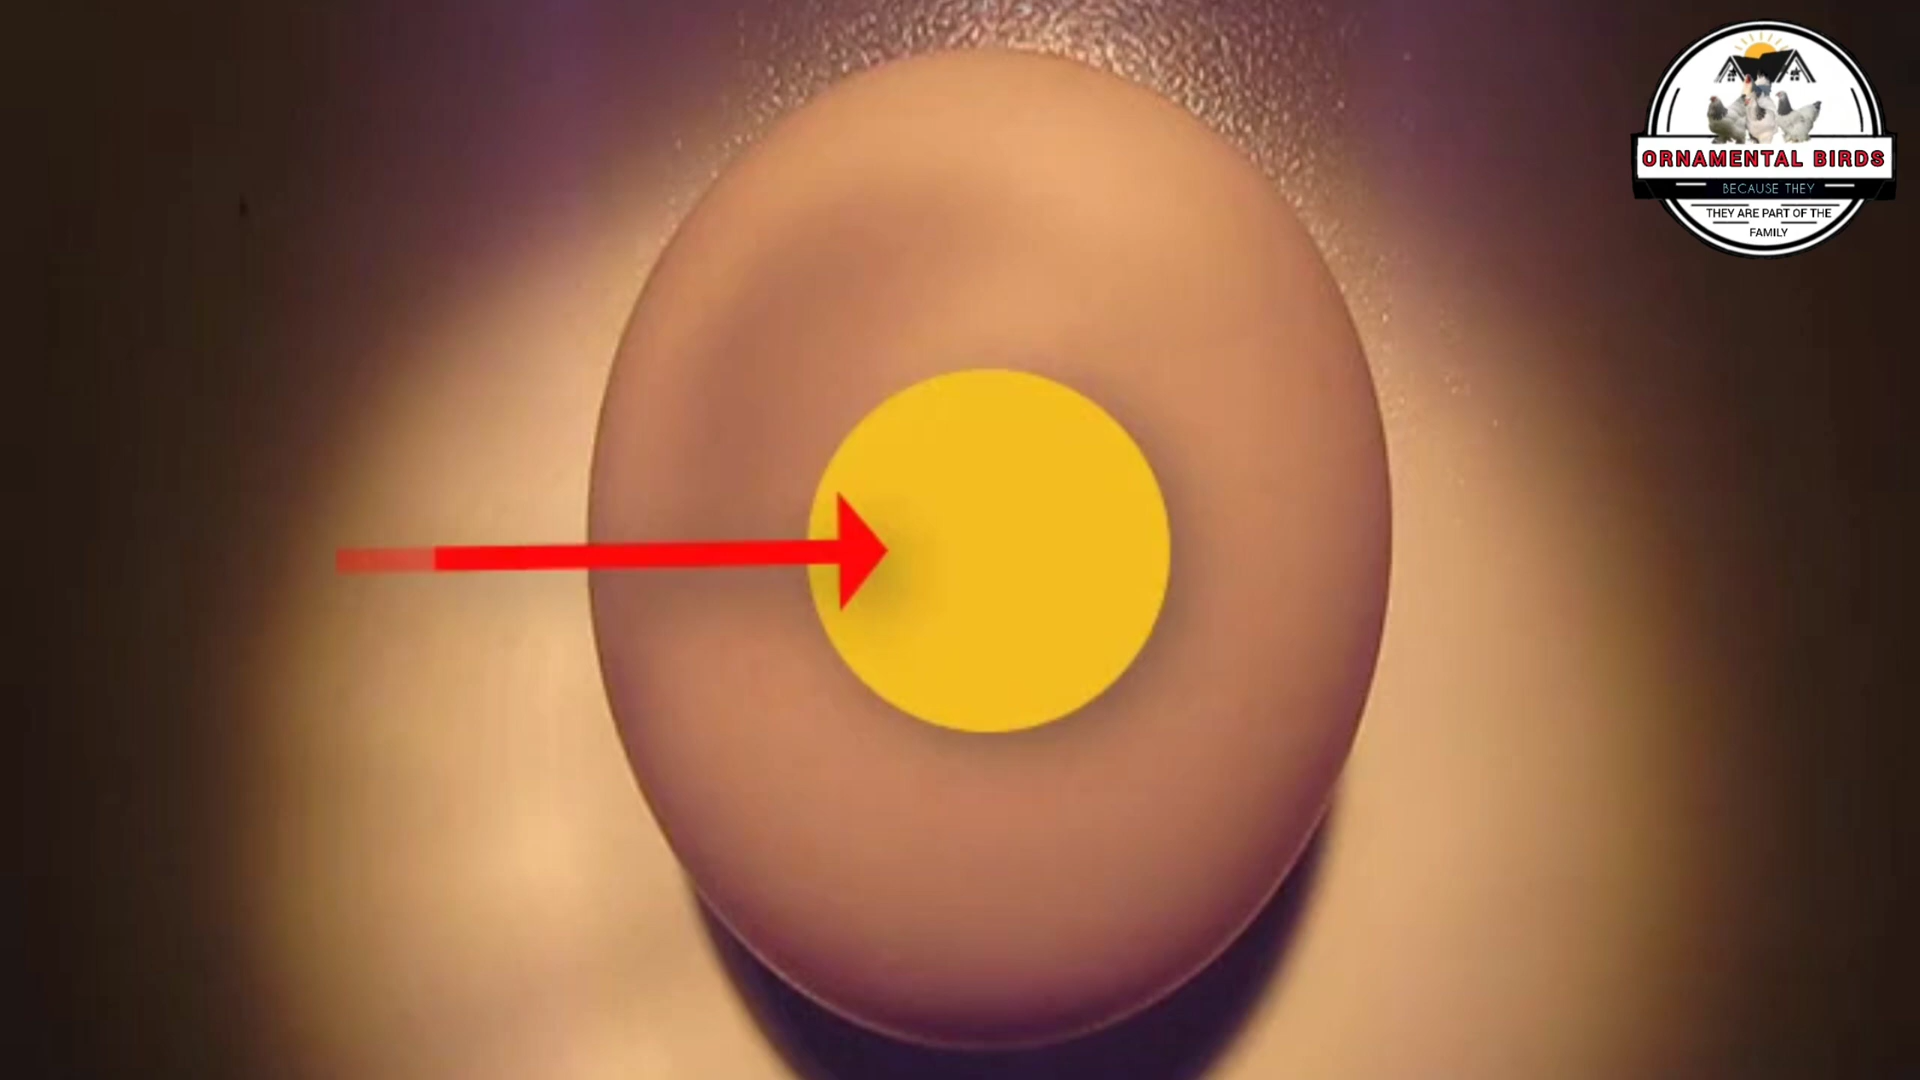 ORNAMENTAL BIRDS
BECAUSE THEY
THEY ARE PART OF THE
FAMILY